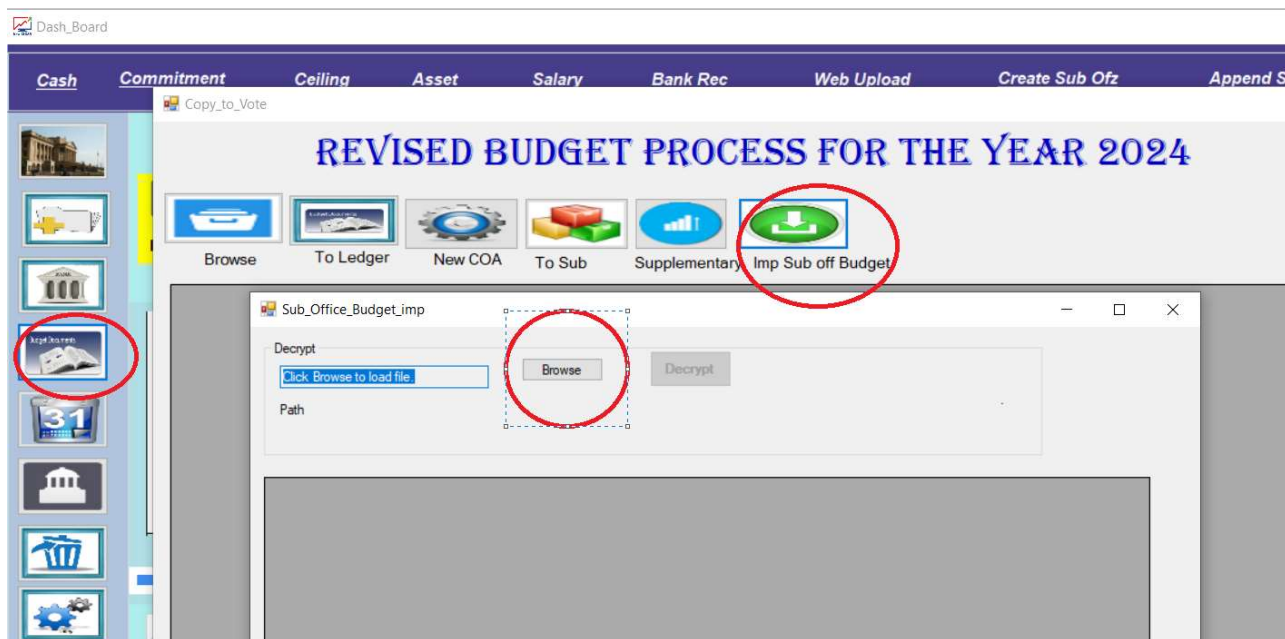 Dash_Board
Cash Commitment Ceiling Asset Salary Bank Rec Web Upload Create Sub Ofz Append S
Copy_to_Vote
REVISED BUDGET PROCESS FOR THE YEAR 2024
Browse To Ledger New COA To Sub Supplementary Imp Sub off Budget
Sub_Office_Budget_imp
Decrypt
Click Browse to load file. Browse Decrypt
Path
31